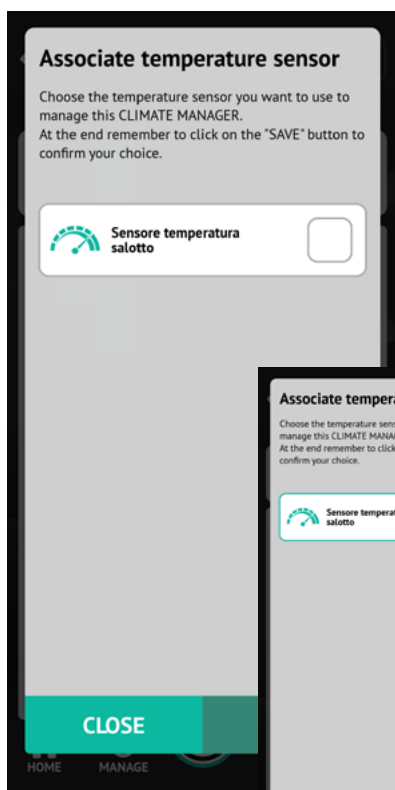 Associate temperature sensor
Choose the temperature sensor you want to use to
manage this CLIMATE MANAGER.
At the end remember to click on the "SAVE" button to
confirm your choice.
Sensore temperatura
salotto
CLOSE
HOME
MANAGE
Associate tempera
Choose the temperature sens
manage this CLIMATE MANA
At the end remember to click
confirm your choice.
Sensore temperat
salotto